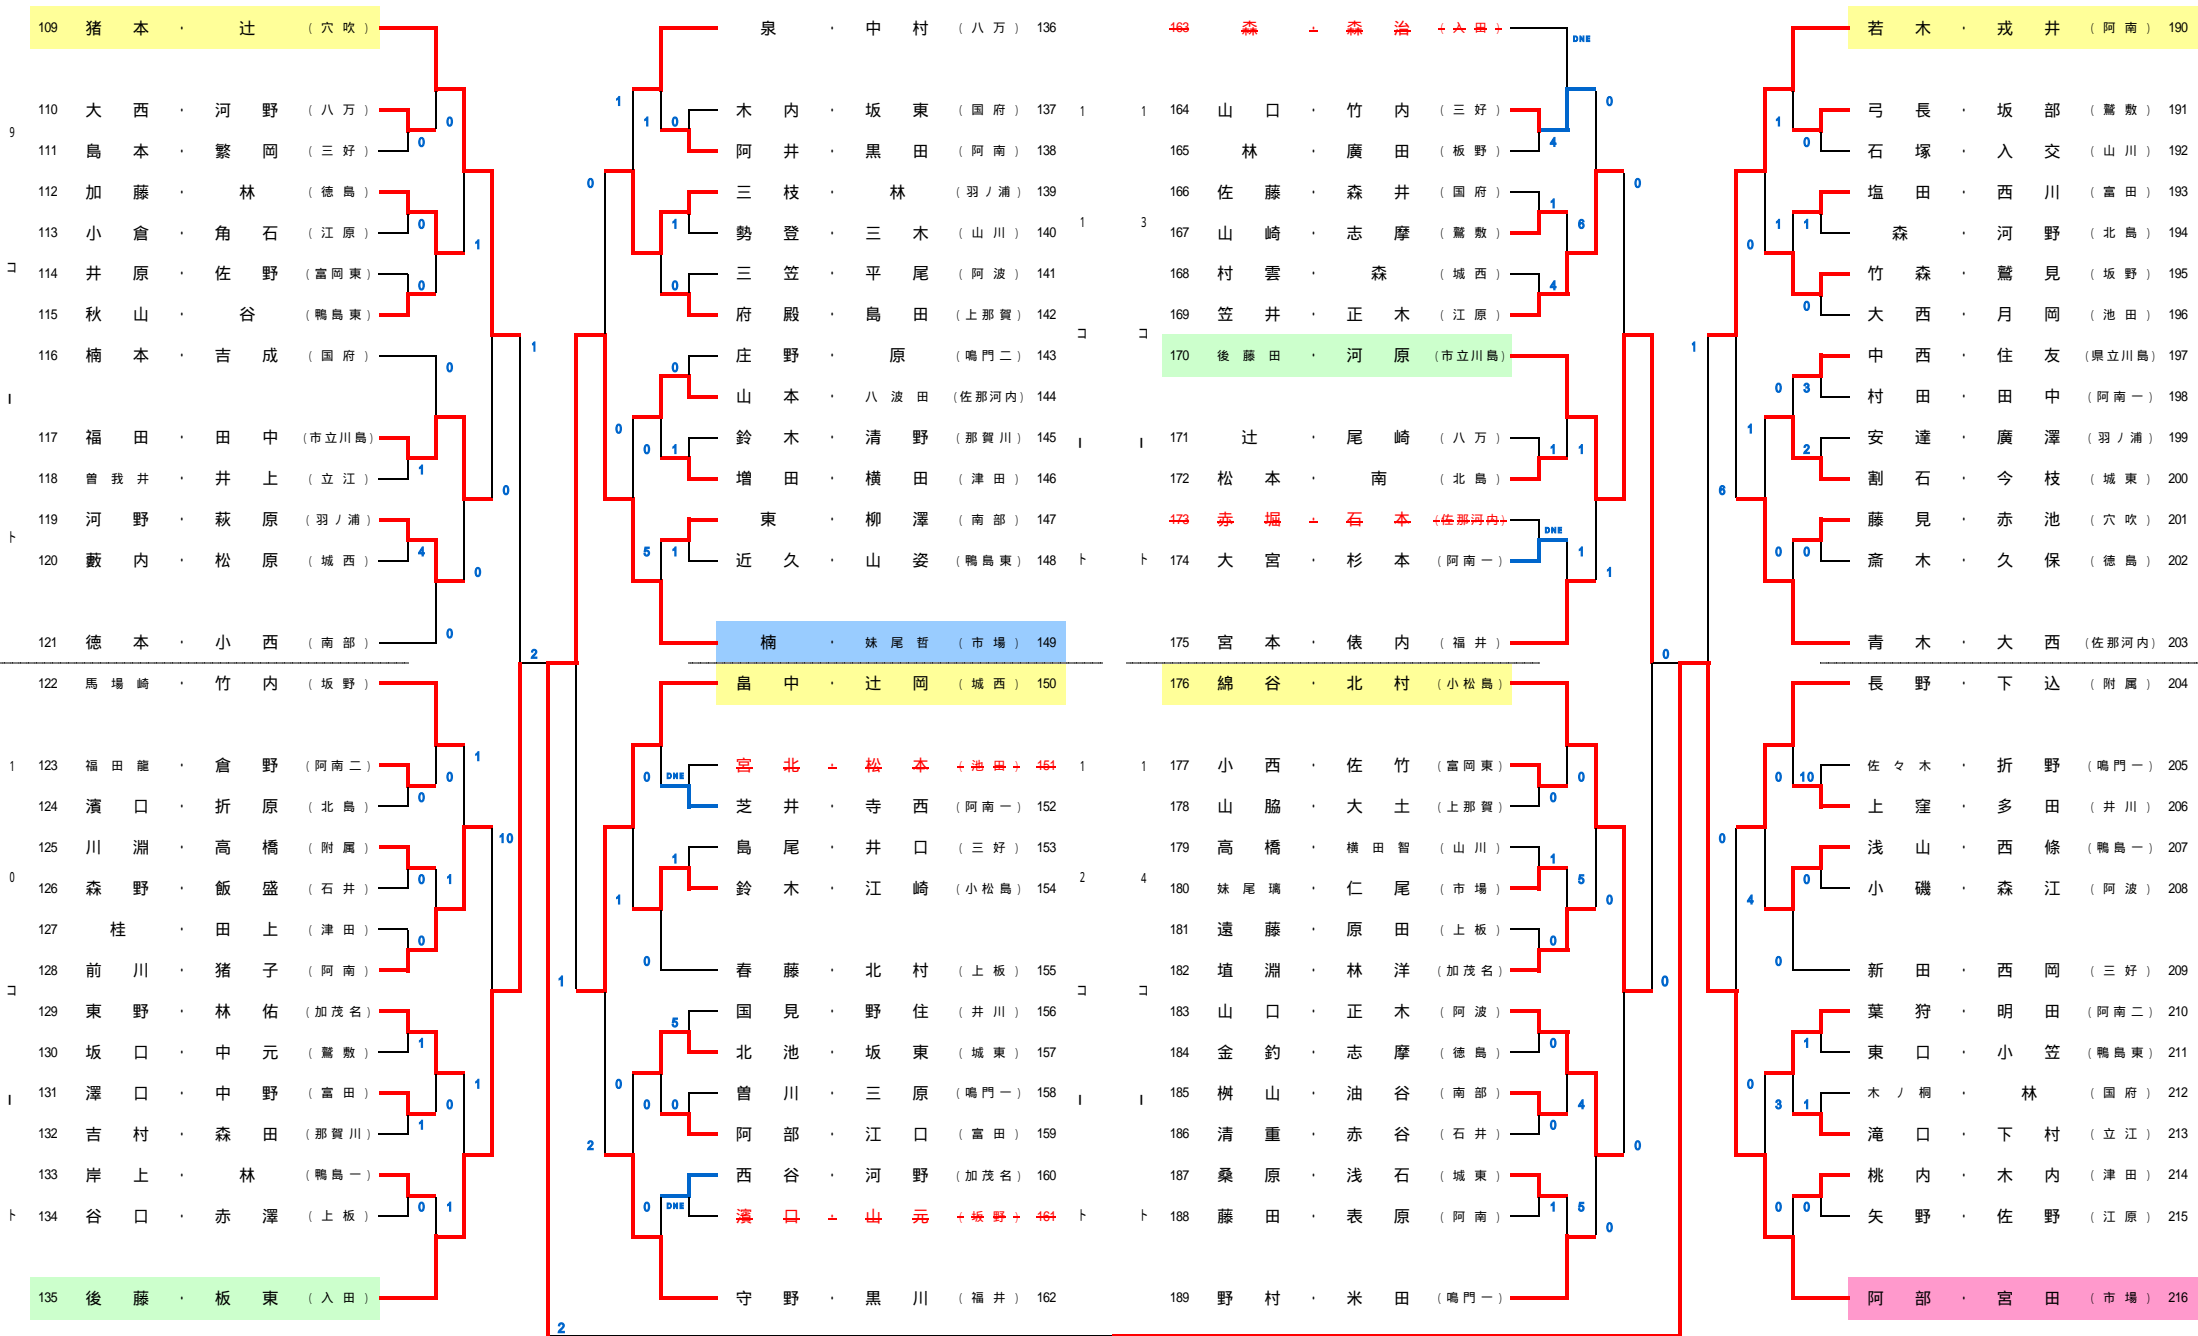 109 猪本・辻 (穴吹)
110 大西・河野 (八万)
111 島本・繁岡 (三好)
112 加藤・林 (徳島)
113 小倉・角石 (江原)
114 井原・佐野 (富岡東)
115 秋山・谷 (鴨島東)
116 楠本・吉成 (国府)
117 福田・田中 (市立川島)
118 曽我井・井上 (立江)
119 河野・萩原 (羽ノ浦)
120 藪内・松原 (城西)
121 徳本・小西 (南部)
122 馬場崎・竹内 (坂野)
123 福田龍・倉野 (阿南二)
124 濱口・折原 (北島)
125 川淵・高橋 (附属)
126 森野・飯盛 (石井)
127 桂・田上 (津田)
128 前川・猪子 (阿南)
129 東野・林佑 (加茂名)
130 坂口・中元 (鷲敷)
131 澤口・中野 (富田)
132 吉村・森田 (那賀川)
133 岸上・林 (鴨島一)
134 谷口・赤澤 (上板)
135 後藤・板東 (入田)
9コート
10コート
泉・中村 (八万) 136
木内・坂東 (国府) 137
阿井・黒田 (阿南) 138
三枝・林 (羽ノ浦) 139
勢登・三木 (山川) 140
三笠・平尾 (阿波) 141
府殿・島田 (上那賀) 142
庄野・原 (鳴門二) 143
山本・八波田 (佐那河内) 144
鈴木・清野 (那賀川) 145
増田・横田 (津田) 146
東・柳澤 (南部) 147
近久・山姿 (鴨島東) 148
楠・妹尾哲 (市場) 149
畠中・辻岡 (城西) 150
宮北・松本 (池田) 151
芝井・寺西 (阿南一) 152
島尾・井口 (三好) 153
鈴木・江崎 (小松島) 154
春藤・北村 (上板) 155
国見・野住 (井川) 156
北池・坂東 (城東) 157
曽川・三原 (鳴門一) 158
阿部・江口 (富田) 159
西谷・河野 (加茂名) 160
濱口・山元 (坂野) 161
守野・黒川 (福井) 162
11コート
12コート
163 森・森治 (入田)
164 山口・竹内 (三好)
165 林・廣田 (板野)
166 佐藤・森井 (国府)
167 山崎・志摩 (鷲敷)
168 村雲・森 (城西)
169 笠井・正木 (江原)
170 後藤田・河原 (市立川島)
171 辻・尾崎 (八万)
172 松本・南 (北島)
173 赤堀・石本 (佐那河内)
174 大宮・杉本 (阿南一)
175 宮本・俵内 (福井)
176 綿谷・北村 (小松島)
177 小西・佐竹 (富岡東)
178 山脇・大土 (上那賀)
179 高橋・横田智 (山川)
180 妹尾璃・仁尾 (市場)
181 遠藤・原田 (上板)
182 埴淵・林洋 (加茂名)
183 山口・正木 (阿波)
184 金釣・志摩 (徳島)
185 桝山・油谷 (南部)
186 清重・赤谷 (石井)
187 桑原・浅石 (城東)
188 藤田・表原 (阿南)
189 野村・米田 (鳴門一)
13コート
14コート
若木・戎井 (阿南) 190
弓長・坂部 (鷲敷) 191
石塚・入交 (山川) 192
塩田・西川 (富田) 193
森・河野 (北島) 194
竹森・鷲見 (坂野) 195
大西・月岡 (池田) 196
中西・住友 (県立川島) 197
村田・田中 (阿南一) 198
安達・廣澤 (羽ノ浦) 199
割石・今枝 (城東) 200
藤見・赤池 (穴吹) 201
斎木・久保 (徳島) 202
青木・大西 (佐那河内) 203
長野・下込 (附属) 204
佐々木・折野 (鳴門一) 205
上窪・多田 (井川) 206
浅山・西條 (鴨島一) 207
小磯・森江 (阿波) 208
新田・西岡 (三好) 209
葉狩・明田 (阿南二) 210
東口・小笠 (鴨島東) 211
木ノ桐・林 (国府) 212
滝口・下村 (立江) 213
桃内・木内 (津田) 214
矢野・佐野 (江原) 215
阿部・宮田 (市場) 216